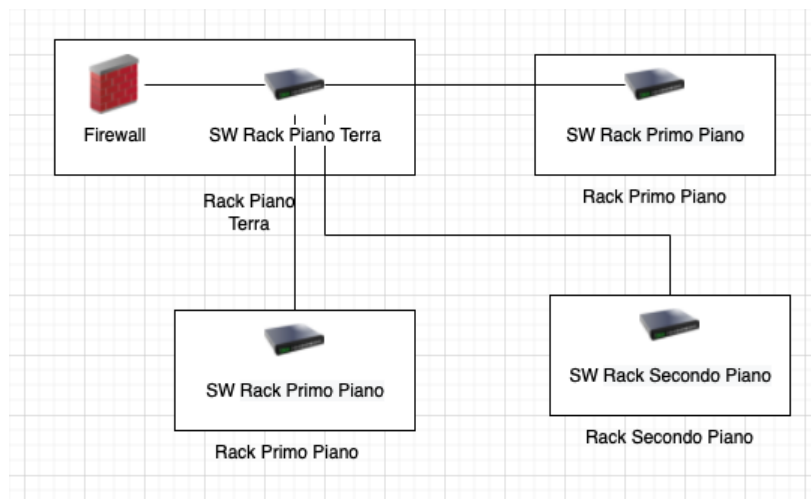 Firewall
SW Rack Piano Terra
SW Rack Primo Piano
Rack Piano
Terra
Rack Primo Piano
SW Rack Primo Piano
Rack Primo Piano
SW Rack Secondo Piano
Rack Secondo Piano